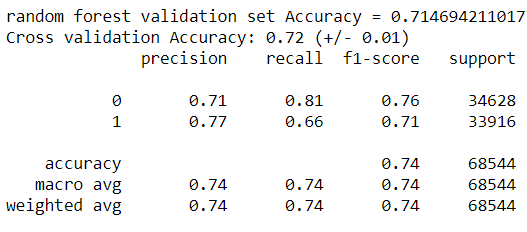 random forest validation set Accuracy = 0.714694211017
Cross validation Accuracy: 0.72 (+/- 0.01)
precision recall f1-score support
0 0.71 0.81 0.76 34628
1 0.77 0.66 0.71 33916
accuracy 0.74 68544
macro avg 0.74 0.74 0.74 68544
weighted avg 0.74 0.74 0.74 68544